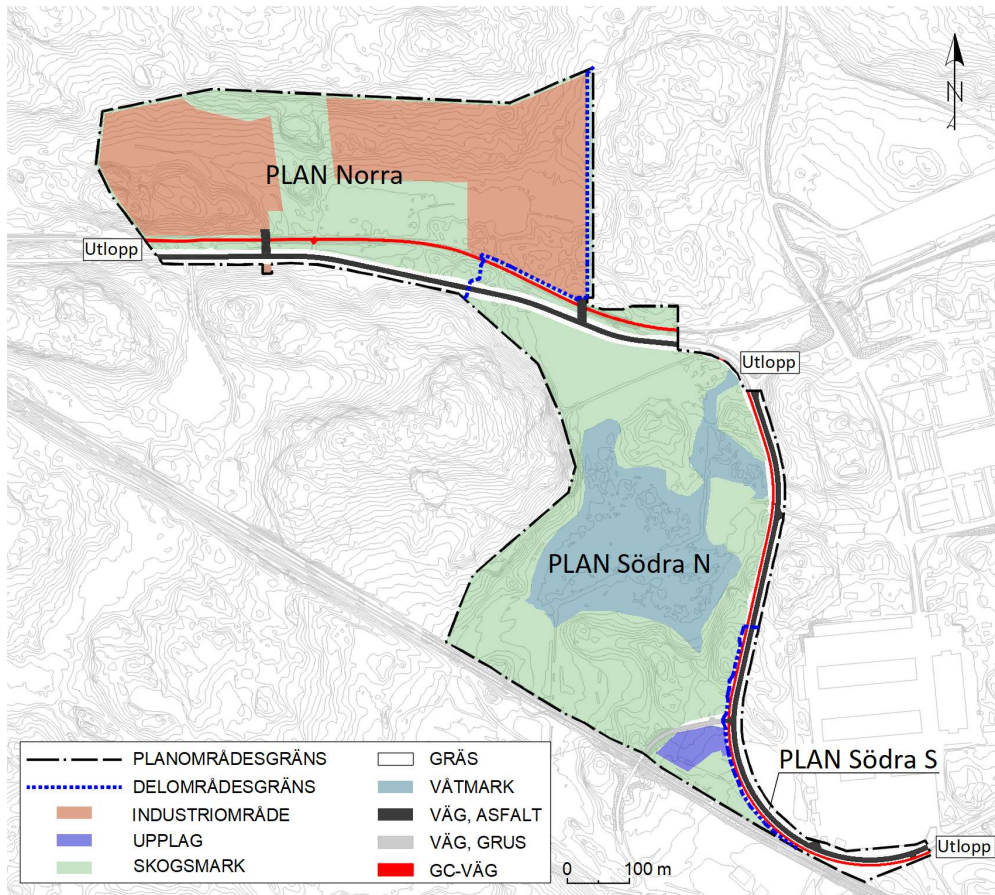 N
PLAN Norra
Utlopp
Utlopp
PLAN Södra N
PLAN Södra S
Utlopp
PLANOMRÅDESGRÄNS
DELOMRÅDESGRÄNS
INDUSTRIOMRÅDE
UPPLAG
SKOGSMARK
GRÄS
VÅTMARK
VÄG, ASFALT
VÄG, GRUS
GC-VÄG
0 100 m